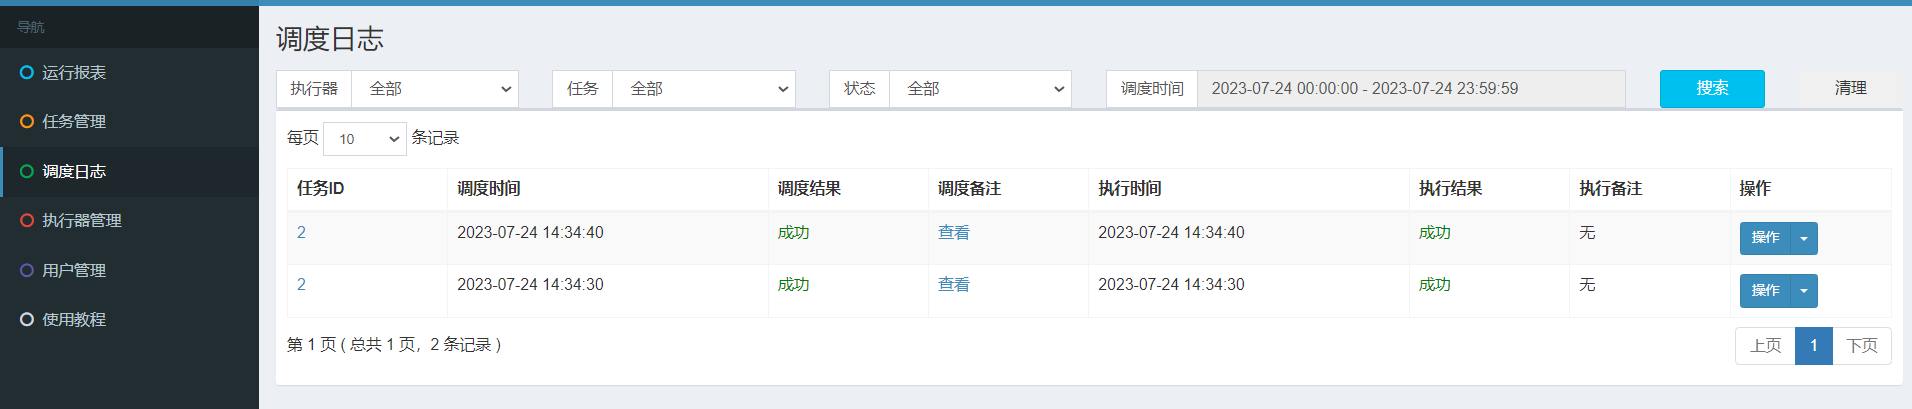 导航
运行报表
任务管理
调度日志
执行器管理
用户管理
使用教程
调度日志
执行器 全部 任务 全部 状态 全部 调度时间 2023-07-24 00:00:00 - 2023-07-24 23:59:59 搜索 清理
每页 10 条记录
任务ID 调度时间 调度结果 调度备注 执行时间 执行结果 执行备注 操作
2 2023-07-24 14:34:40 成功 查看 2023-07-24 14:34:40 成功 无 操作
2 2023-07-24 14:34:30 成功 查看 2023-07-24 14:34:30 成功 无 操作
第 1 页 ( 总共 1 页，2 条记录 ) 上页 1 下页